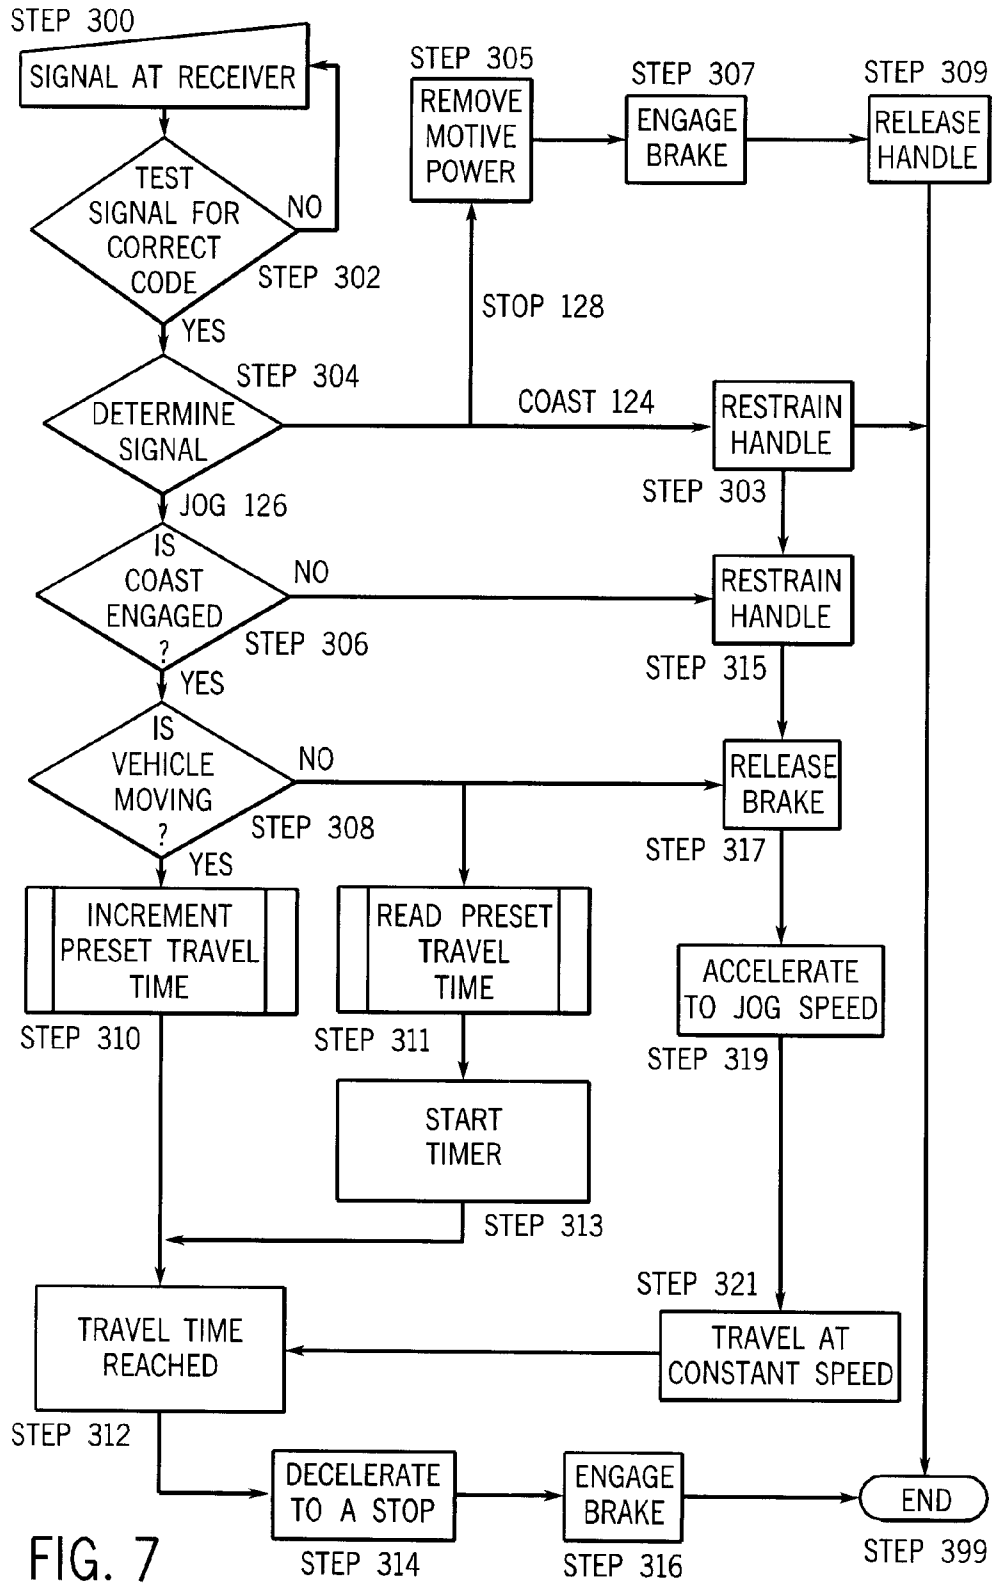 STEP 300
SIGNAL AT RECEIVER
TEST
SIGNAL FOR
CORRECT
CODE
NO
STEP 302
YES
STEP 304
DETERMINE
SIGNAL
STOP 128
COAST 124
STEP 305
REMOVE
MOTIVE
POWER
STEP 307
ENGAGE
BRAKE
STEP 309
RELEASE
HANDLE
RESTRAIN
HANDLE
STEP 303
JOG 126
IS
COAST
ENGAGED
?
NO
STEP 306
RESTRAIN
HANDLE
STEP 315
YES
IS
VEHICLE
MOVING
?
NO
STEP 308
RELEASE
BRAKE
STEP 317
YES
INCREMENT
PRESET TRAVEL
TIME
STEP 310
READ PRESET
TRAVEL
TIME
STEP 311
ACCELERATE
TO JOG SPEED
STEP 319
START
TIMER
STEP 313
STEP 321
TRAVEL AT
CONSTANT SPEED
TRAVEL TIME
REACHED
STEP 312
DECELERATE
TO A STOP
STEP 314
ENGAGE
BRAKE
STEP 316
END
STEP 399
FIG. 7